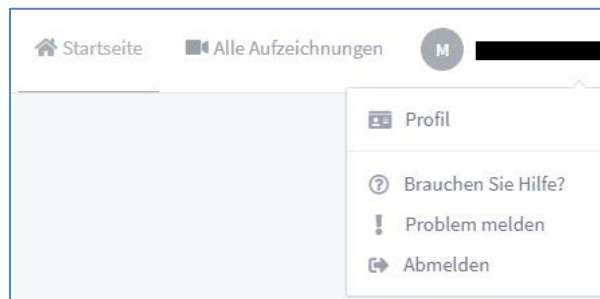 Startseite Alle Aufzeichnungen M
Profil
Brauchen Sie Hilfe?
Problem melden
Abmelden